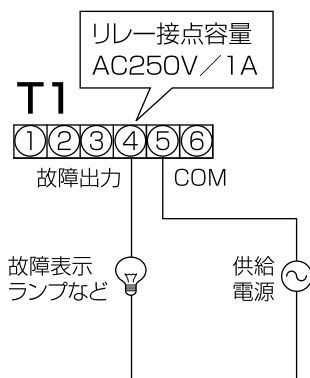 リレー接点容量
AC250V／1A
T1
①②③④⑤⑥
故障出力
COM
故障表示
ランプなど
供給
電源